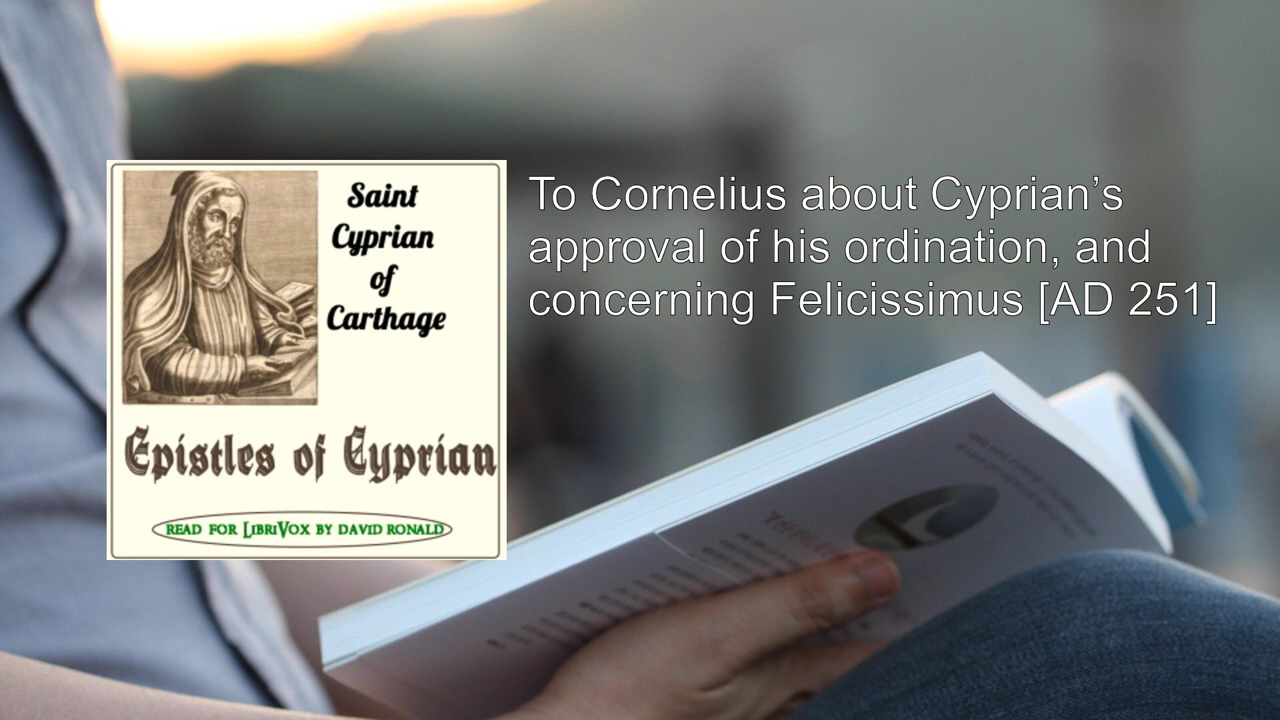 Saint
Cyprian
of
Carthage
Epistles of Cyprian
READ FOR LIBRIVOX BY DAVID RONALD
To Cornelius about Cyprian’s
approval of his ordination, and
concerning Felicissimus [AD 251]